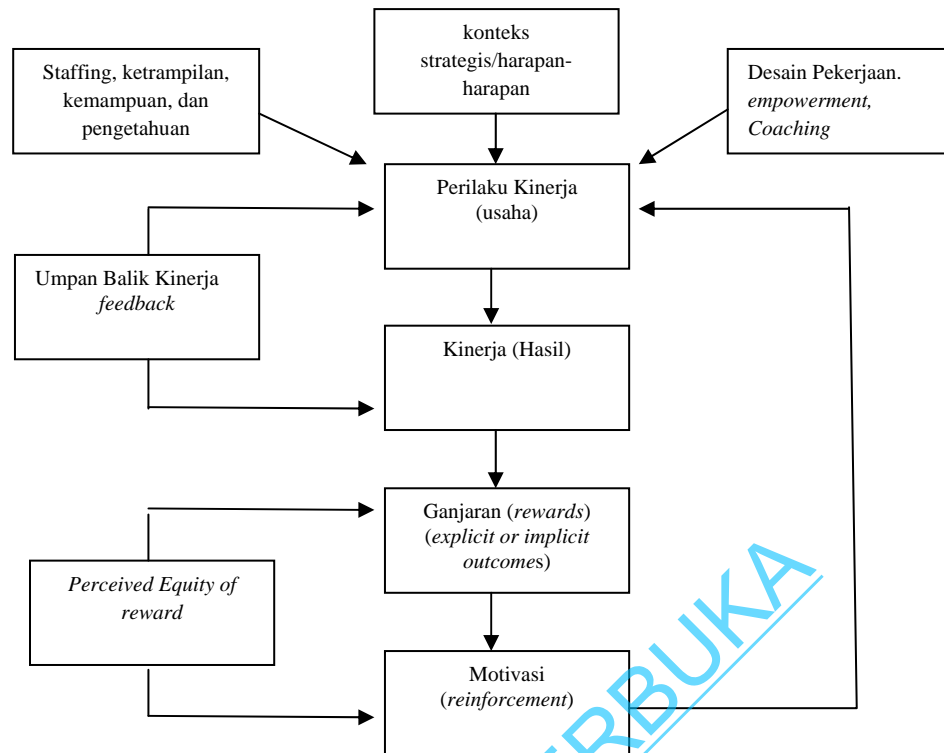 konteks
strategis/harapan-
harapan
Staffing, ketrampilan,
kemampuan, dan
pengetahuan
Desain Pekerjaan.
empowerment,
Coaching
Perilaku Kinerja
(usaha)
Umpan Balik Kinerja
feedback
Kinerja (Hasil)
Ganjaran (rewards)
(explicit or implicit
outcomes)
Perceived Equity of
reward
Motivasi
(reinforcement)
ERBUKA